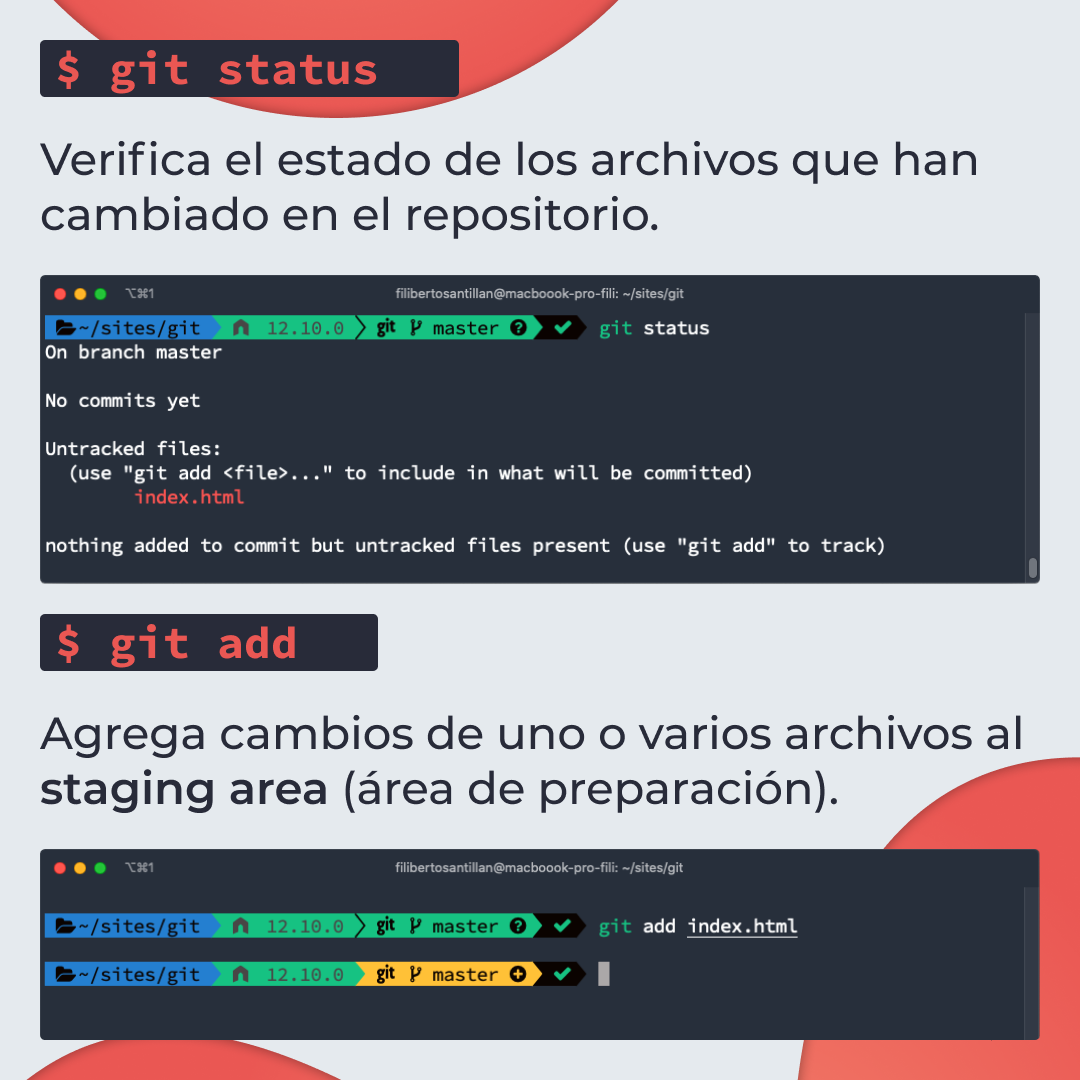 $ git status
Verifica el estado de los archivos que han
cambiado en el repositorio.
⌥⌘1 filibertosantillan@macboook-pro-fili: ~/sites/git
~/sites/git 12.10.0 git master ? ✔ git status
On branch master
No commits yet
Untracked files:
(use "git add <file>..." to include in what will be committed)
index.html
nothing added to commit but untracked files present (use "git add" to track)
$ git add
Agrega cambios de uno o varios archivos al
staging area (área de preparación).
⌥⌘1 filibertosantillan@macboook-pro-fili: ~/sites/git
~/sites/git 12.10.0 git master ? ✔ git add index.html
~/sites/git 12.10.0 git master + ✔